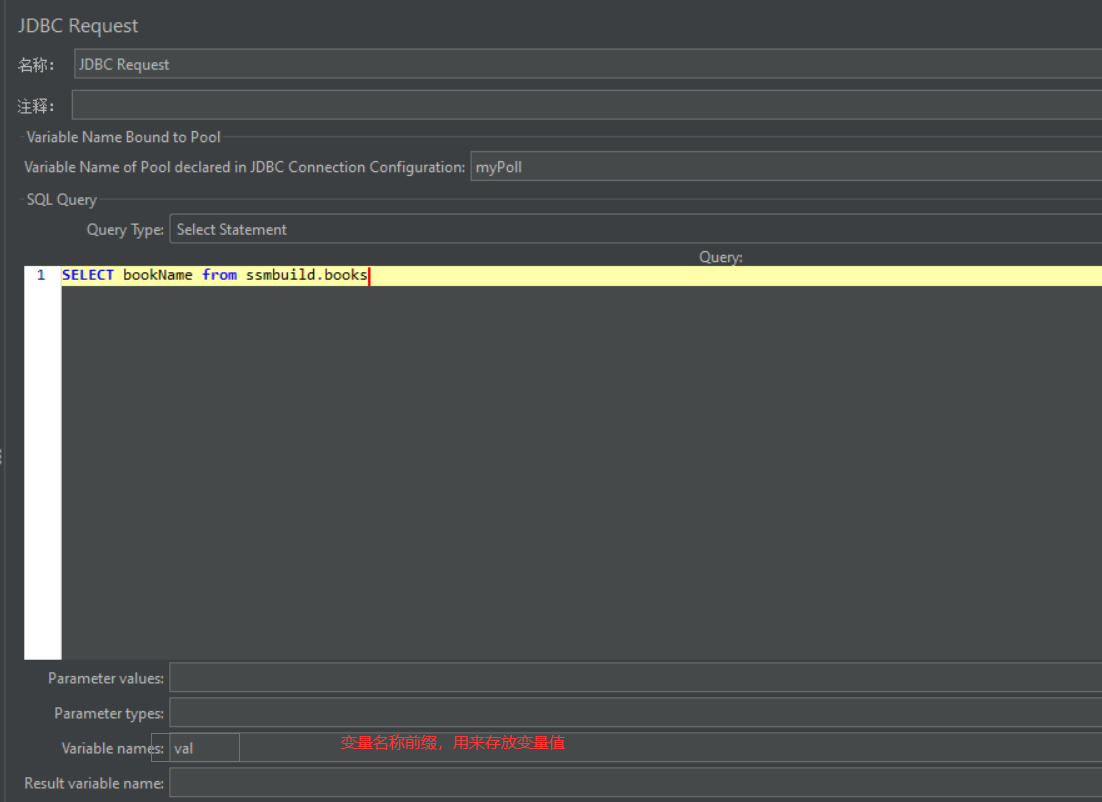 JDBC Request
名称： JDBC Request
注释：
Variable Name Bound to Pool
Variable Name of Pool declared in JDBC Connection Configuration: myPoll
SQL Query
Query Type: Select Statement
Query:
1 SELECT bookName from ssmbuild.books
Parameter values:
Parameter types:
Variable names: val 变量名称前缀，用来存放变量值
Result variable name: